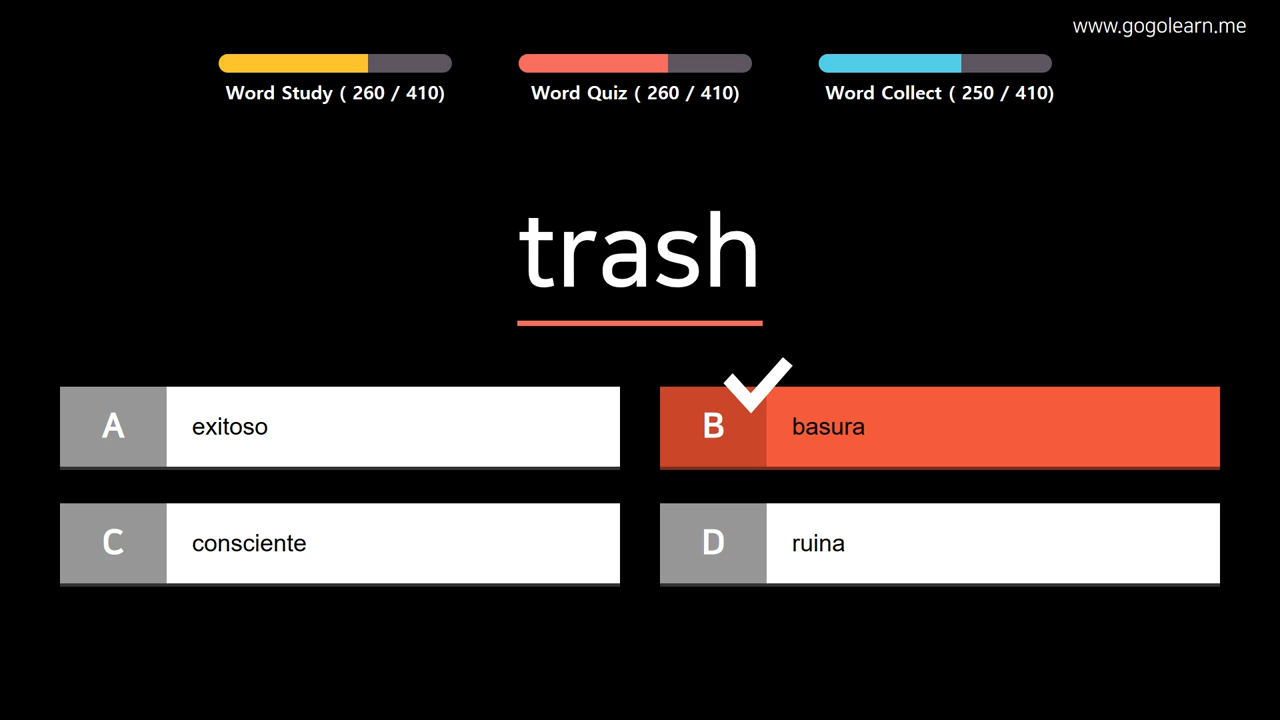 www.gogolearn.me
Word Study ( 260 / 410)
Word Quiz ( 260 / 410)
Word Collect ( 250 / 410)
trash
A exitoso
B basura
C consciente
D ruina